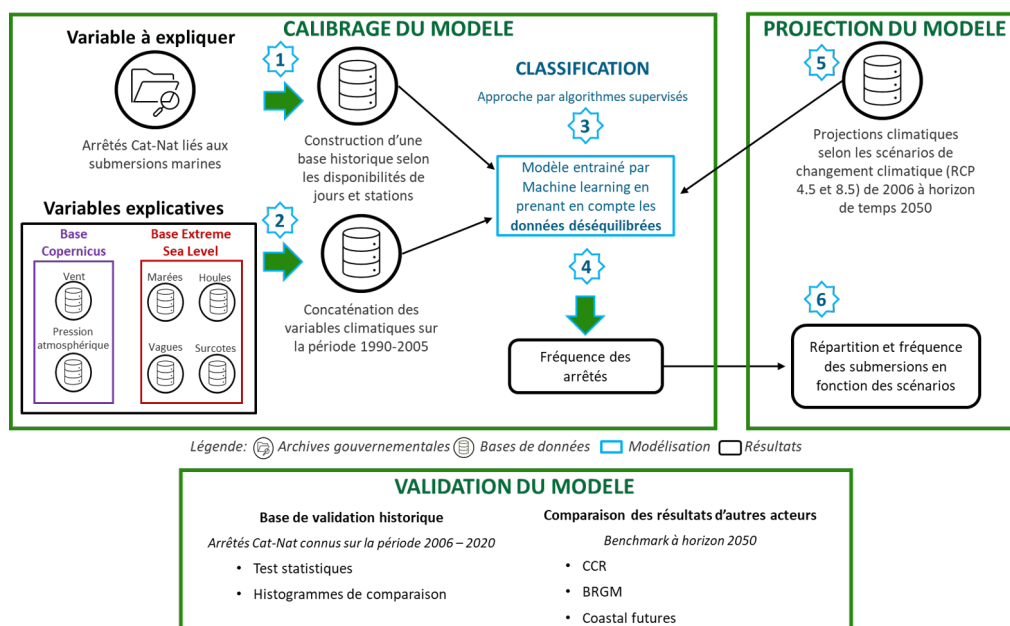 CALIBRAGE DU MODELE
Variable à expliquer
1
Arrêtés Cat-Nat liés aux
submersions marines
Construction d'une
base historique selon
les disponibilités de
jours et stations
Variables explicatives
2
Base
Copernicus
Vent
Pression
atmosphérique
Base Extreme
Sea Level
Marées
Houles
Vagues
Surcotes
Concaténation des
variables climatiques sur
la période 1990-2005
CLASSIFICATION
Approche par algorithmes supervisés
3
Modèle entrainé par
Machine learning en
prenant en compte les
données déséquilibrées
4
Fréquence des
arrêtés
PROJECTION DU MODELE
5
Projections climatiques
selon les scénarios de
changement climatique (RCP
4.5 et 8.5) de 2006 à horizon
de temps 2050
6
Répartition et fréquence
des submersions en
fonction des scénarios
Légende: Archives gouvernementales Bases de données Modélisation Résultats
VALIDATION DU MODELE
Base de validation historique
Arrêtés Cat-Nat connus sur la période 2006 – 2020
• Test statistiques
• Histogrammes de comparaison
Comparaison des résultats d'autres acteurs
Benchmark à horizon 2050
• CCR
• BRGM
• Coastal futures